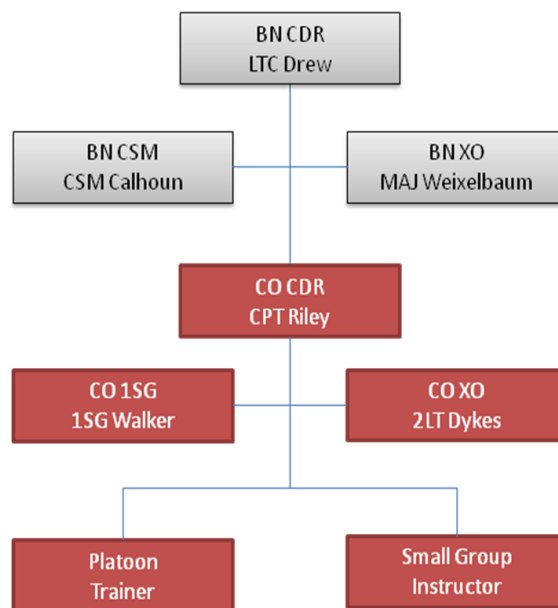 BN CDR
LTC Drew
BN CSM
CSM Calhoun
BN XO
MAJ Weixelbaum
CO CDR
CPT Riley
CO 1SG
1SG Walker
CO XO
2LT Dykes
Platoon
Trainer
Small Group
Instructor